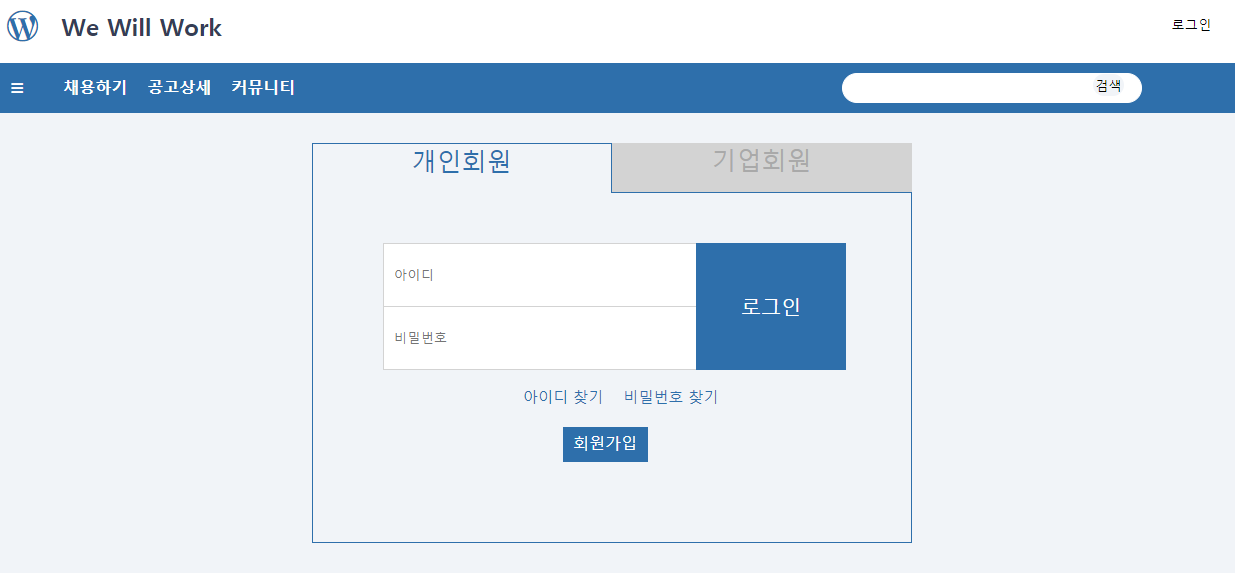 We Will Work
로그인
채용하기 공고상세 커뮤니티 검색
개인회원 기업회원
아이디
로그인
비밀번호
아이디 찾기 비밀번호 찾기
회원가입